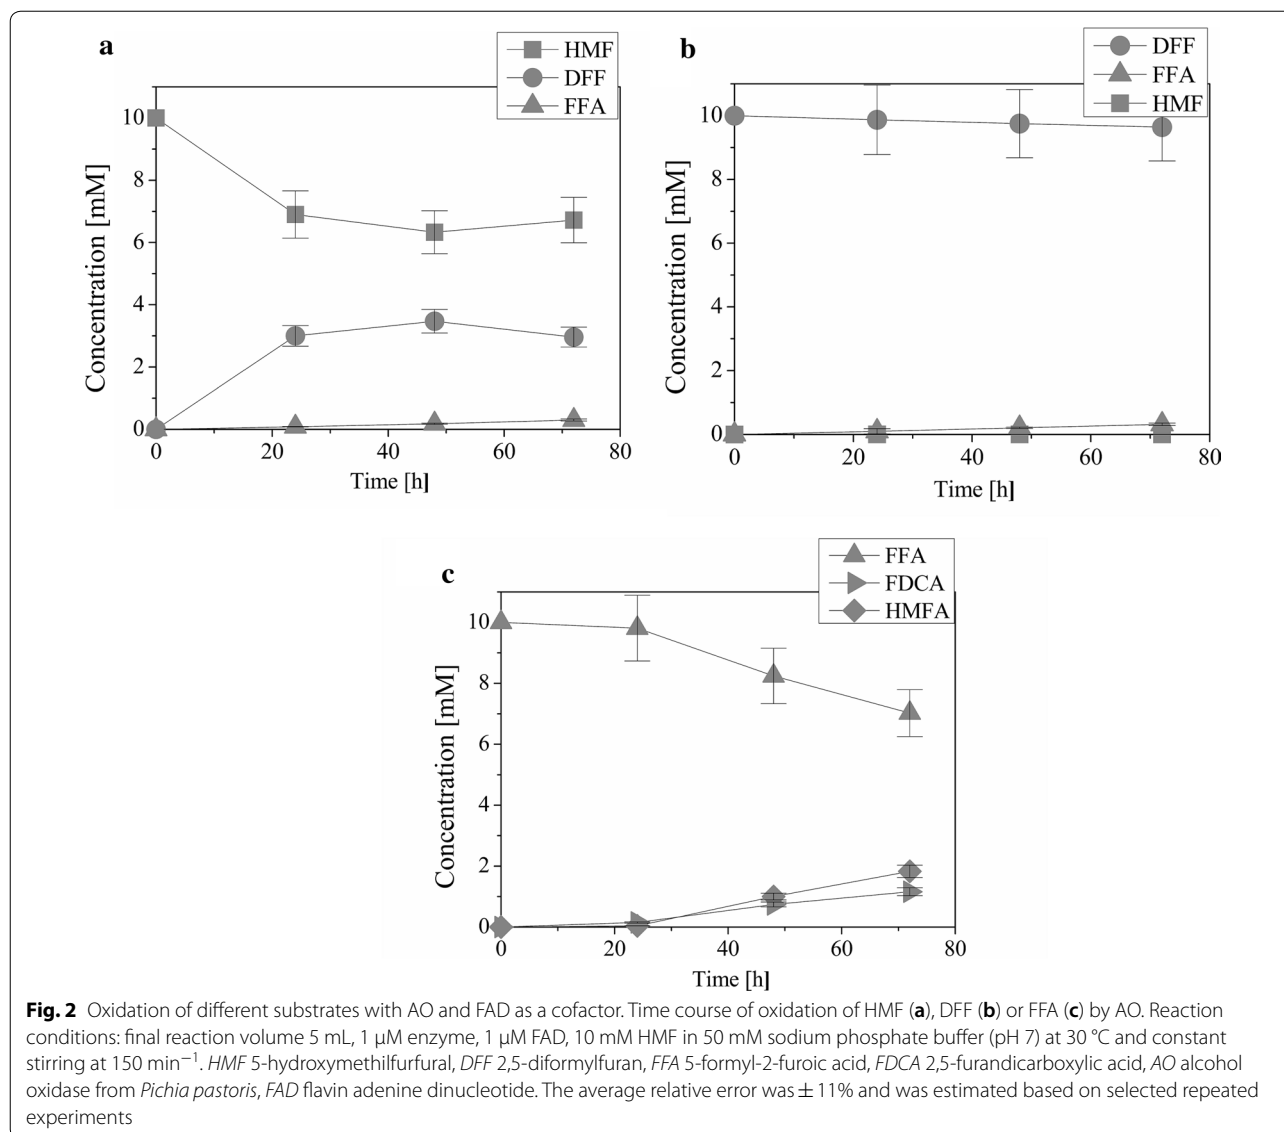 a
HMF
DFF
FFA
10
8
6
4
2
0
0 20 40 60 80
Concentration [mM]
Time [h]
b
DFF
FFA
HMF
10
8
6
4
2
0
0 20 40 60 80
Concentration [mM]
Time [h]
c
FFA
FDCA
HMFA
10
8
6
4
2
0
0 20 40 60 80
Concentration [mM]
Time [h]
Fig. 2 Oxidation of different substrates with AO and FAD as a cofactor. Time course of oxidation of HMF (a), DFF (b) or FFA (c) by AO. Reaction
conditions: final reaction volume 5 mL, 1 μM enzyme, 1 μM FAD, 10 mM HMF in 50 mM sodium phosphate buffer (pH 7) at 30 °C and constant
stirring at 150 min⁻¹. HMF 5-hydroxymethilfurfural, DFF 2,5-diformylfuran, FFA 5-formyl-2-furoic acid, FDCA 2,5-furandicarboxylic acid, AO alcohol
oxidase from Pichia pastoris, FAD flavin adenine dinucleotide. The average relative error was ± 11% and was estimated based on selected repeated
experiments